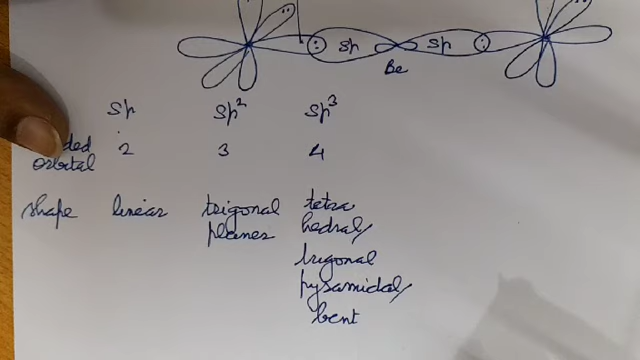 sp sp
Be
sp sp² sp³
orbital 2 3 4
shape linear trigonal tetra
planer hedral/
trigonal
pyramidal/
bent